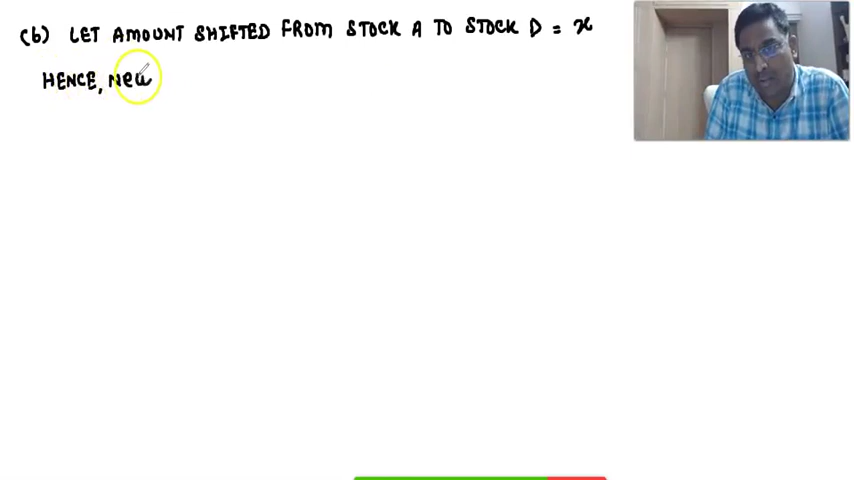 (b) LET AMOUNT SHIFTED FROM STOCK A TO STOCK D = x
HENCE, New